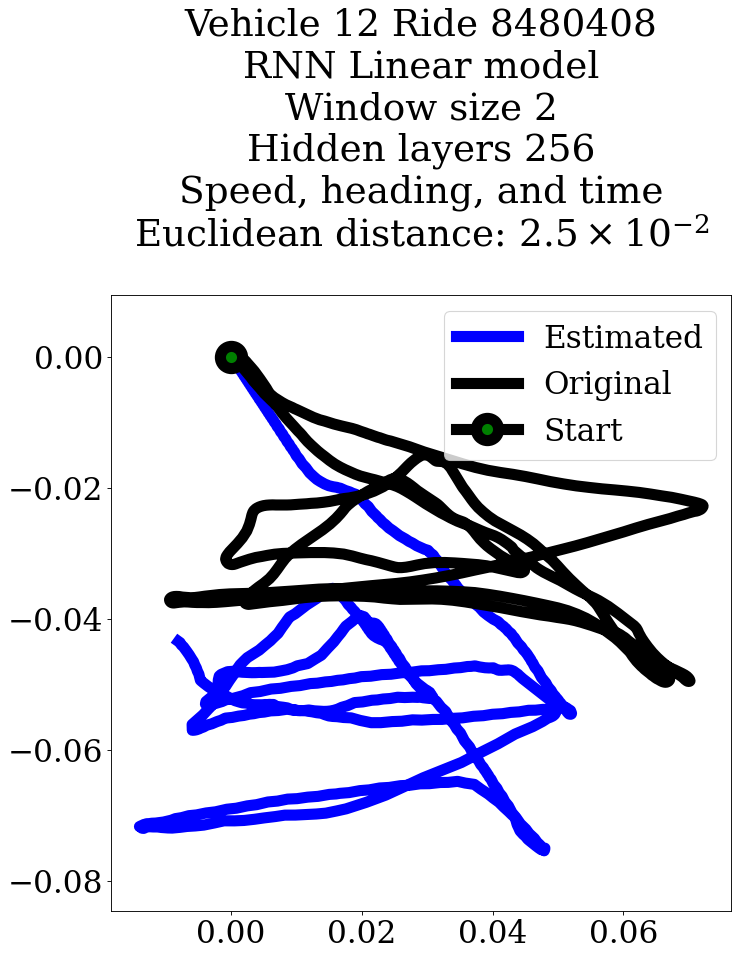 Vehicle 12 Ride 8480408
RNN Linear model
Window size 2
Hidden layers 256
Speed, heading, and time
Euclidean distance: 2.5 × 10⁻²
Estimated
Original
Start
0.00
−0.02
−0.04
−0.06
−0.08
0.00 0.02 0.04 0.06